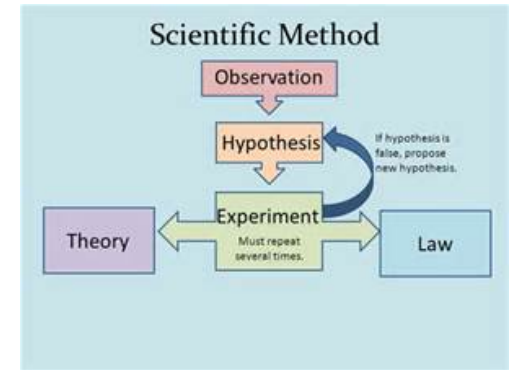 Scientific Method
Observation
Hypothesis
If hypothesis is
false, propose
new hypothesis.
Experiment
Must repeat
several times.
Theory
Law